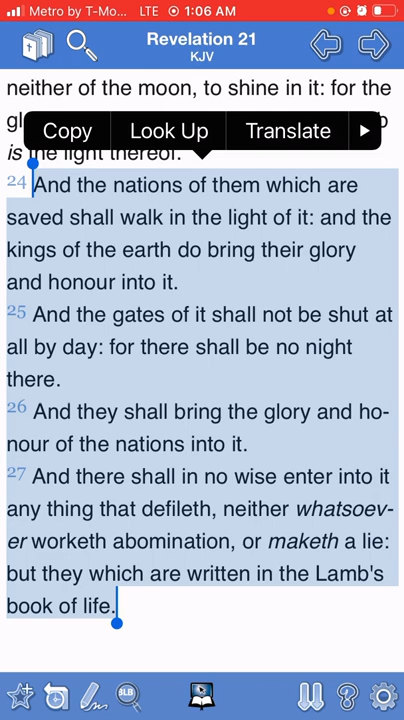 Metro by T-Mo... LTE 1:06 AM
Revelation 21
KJV
neither of the moon, to shine in it: for the
gl
Copy Look Up Translate
is the light thereof.
24 And the nations of them which are
saved shall walk in the light of it: and the
kings of the earth do bring their glory
and honour into it.
25 And the gates of it shall not be shut at
all by day: for there shall be no night
there.
26 And they shall bring the glory and ho-
nour of the nations into it.
27 And there shall in no wise enter into it
any thing that defileth, neither whatsoev-
er worketh abomination, or maketh a lie:
but they which are written in the Lamb's
book of life.
BLB